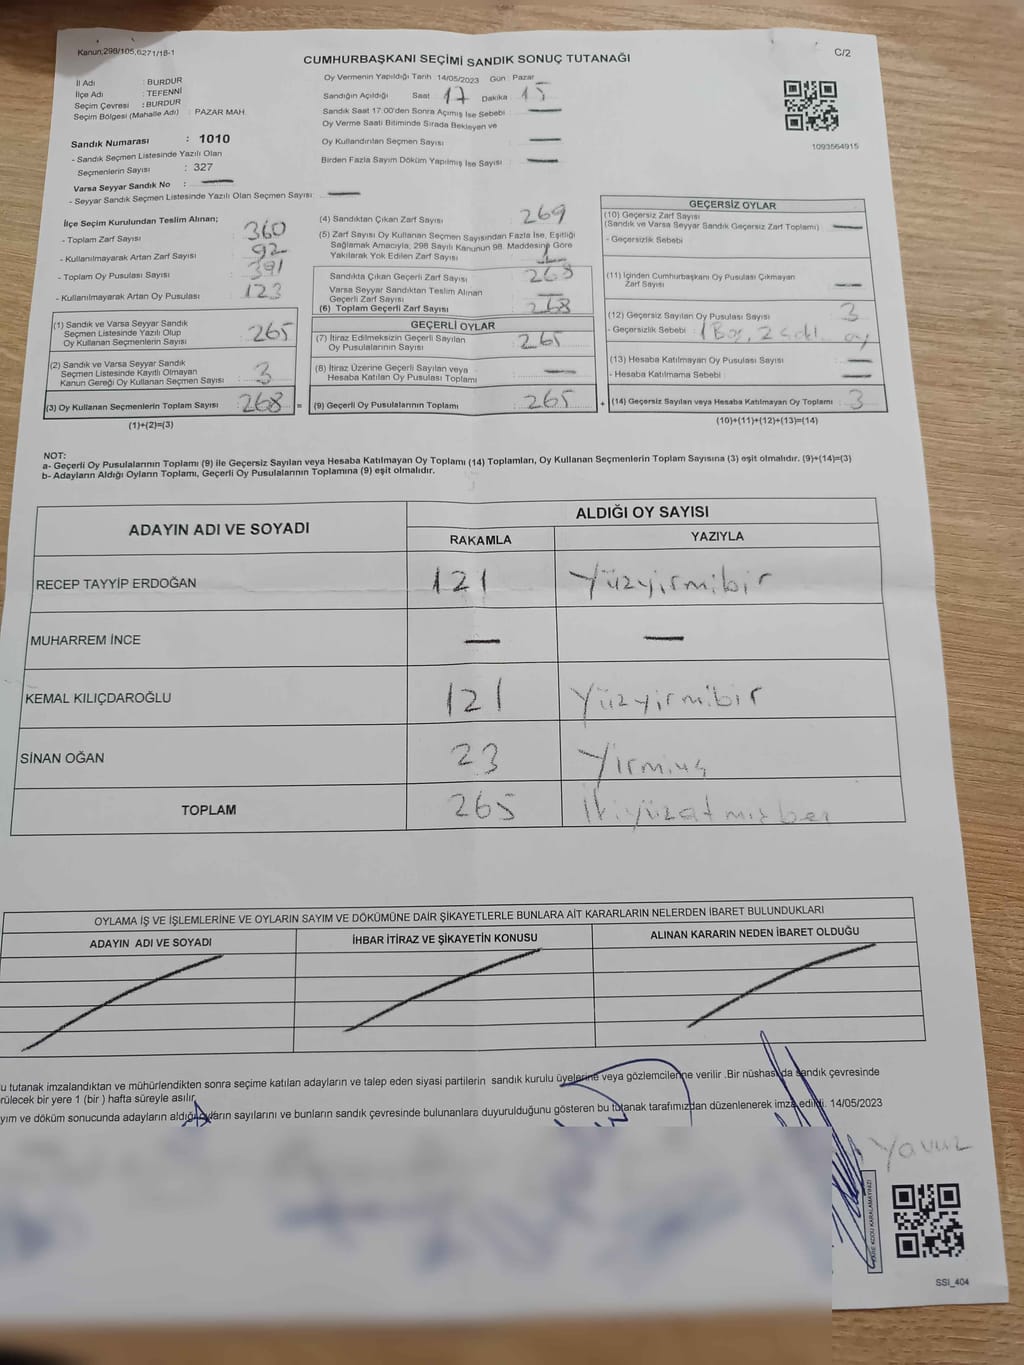 Kanun,298/105,6271/18-1
CUMHURBAŞKANI SEÇİMİ SANDIK SONUÇ TUTANAĞI
C/2
İl Adı : BURDUR
İlçe Adı : TEFENNİ
Seçim Çevresi : BURDUR
Seçim Bölgesi (Mahalle Adı) : PAZAR MAH.
Sandık Numarası : 1010
- Sandık Seçmen Listesinde Yazılı Olan
Seçmenlerin Sayısı : 327
Varsa Seyyar Sandık No : —
- Seyyar Sandık Seçmen Listesinde Yazılı Olan Seçmen Sayısı: —
Oy Vermenin Yapıldığı Tarih 14/05/2023 Gün : Pazar
Sandığın Açıldığı Saat 17 Dakika 15
Sandık Saat 17:00'den Sonra Açımış İse Sebebi : —
Oy Verme Saati Bitiminde Sırada Bekleyen ve
Oy Kullandırılan Seçmen Sayısı : —
Birden Fazla Sayım Döküm Yapılmış İse Sayısı : —
1093564915
İlçe Seçim Kurulundan Teslim Alınan;
- Toplam Zarf Sayısı : 360
- Kullanılmayarak Artan Zarf Sayısı : 92
- Toplam Oy Pusulası Sayısı : 391
- Kullanılmayarak Artan Oy Pusulası : 123
(1) Sandık ve Varsa Seyyar Sandık
Seçmen Listesinde Yazılı Olup
Oy Kullanan Seçmenlerin Sayısı : 265
(2) Sandık ve Varsa Seyyar Sandık
Seçmen Listesinde Kayıtlı Olmayan
Kanun Gereği Oy Kullanan Seçmen Sayısı : 3
(3) Oy Kullanan Seçmenlerin Toplam Sayısı : 268 =
(1)+(2)=(3)
(4) Sandıktan Çıkan Zarf Sayısı : 269
(5) Zarf Sayısı Oy Kullanan Seçmen Sayısından Fazla İse, Eşitliği
Sağlamak Amacıyla, 298 Sayılı Kanunun 98. Maddesine Göre
Yakılarak Yok Edilen Zarf Sayısı : 1
Sandıkta Çıkan Geçerli Zarf Sayısı : 268
Varsa Seyyar Sandıktan Teslim Alınan
Geçerli Zarf Sayısı : —
(6) Toplam Geçerli Zarf Sayısı : 268
GEÇERLİ OYLAR
(7) İtiraz Edilmeksizin Geçerli Sayılan
Oy Pusulalarının Sayısı : 265
(8) İtiraz Üzerine Geçerli Sayılan veya
Hesaba Katılan Oy Pusulası Toplamı : —
(9) Geçerli Oy Pusulalarının Toplamı : 265 +
GEÇERSİZ OYLAR
(10) Geçersiz Zarf Sayısı
(Sandık ve Varsa Seyyar Sandık Geçersiz Zarf Toplamı) : —
- Geçersizlik Sebebi :
(11) İçinden Cumhurbaşkanı Oy Pusulası Çıkmayan
Zarf Sayısı : —
(12) Geçersiz Sayılan Oy Pusulası Sayısı : 3
- Geçersizlik Sebebi : 1 Boş, 2 oy
(13) Hesaba Katılmayan Oy Pusulası Sayısı : —
- Hesaba Katılmama Sebebi : —
(14) Geçersiz Sayılan veya Hesaba Katılmayan Oy Toplamı : 3
(10)+(11)+(12)+(13)=(14)
NOT:
a- Geçerli Oy Pusulalarının Toplamı (9) ile Geçersiz Sayılan veya Hesaba Katılmayan Oy Toplamı (14) Toplamları, Oy Kullanan Seçmenlerin Toplam Sayısına (3) eşit olmalıdır. (9)+(14)=(3)
b- Adayların Aldığı Oyların Toplamı, Geçerli Oy Pusulalarının Toplamına (9) eşit olmalıdır.
ADAYIN ADI VE SOYADI
ALDIĞI OY SAYISI
RAKAMLA YAZIYLA
RECEP TAYYİP ERDOĞAN 121 Yüzyirmibir
MUHARREM İNCE — —
KEMAL KILIÇDAROĞLU 121 Yüzyirmibir
SİNAN OĞAN 23 Yirmiüç
TOPLAM 265 İkiyüzatmışbeş
OYLAMA İŞ VE İŞLEMLERİNE VE OYLARIN SAYIM VE DÖKÜMÜNE DAİR ŞİKAYETLERLE BUNLARA AİT KARARLARIN NELERDEN İBARET BULUNDUKLARI
ADAYIN ADI VE SOYADI İHBAR İTİRAZ VE ŞİKAYETİN KONUSU ALINAN KARARIN NEDEN İBARET OLDUĞU
u tutanak imzalandıktan ve mühürlendikten sonra seçime katılan adayların ve talep eden siyasi partilerin sandık kurulu üyelerine veya gözlemcilerine verilir .Bir nüshası da sandık çevresinde
rülecek bir yere 1 (bir ) hafta süreyle asılır.
yım ve döküm sonucunda adayların aldığı oyların sayılarını ve bunların sandık çevresinde bulunanlara duyurulduğunu gösteren bu tutanak tarafımızdan düzenlenerek imza edildi. 14/05/2023
Yavuz
KARE KODU KARALAMAYINIZ!
SSI_404